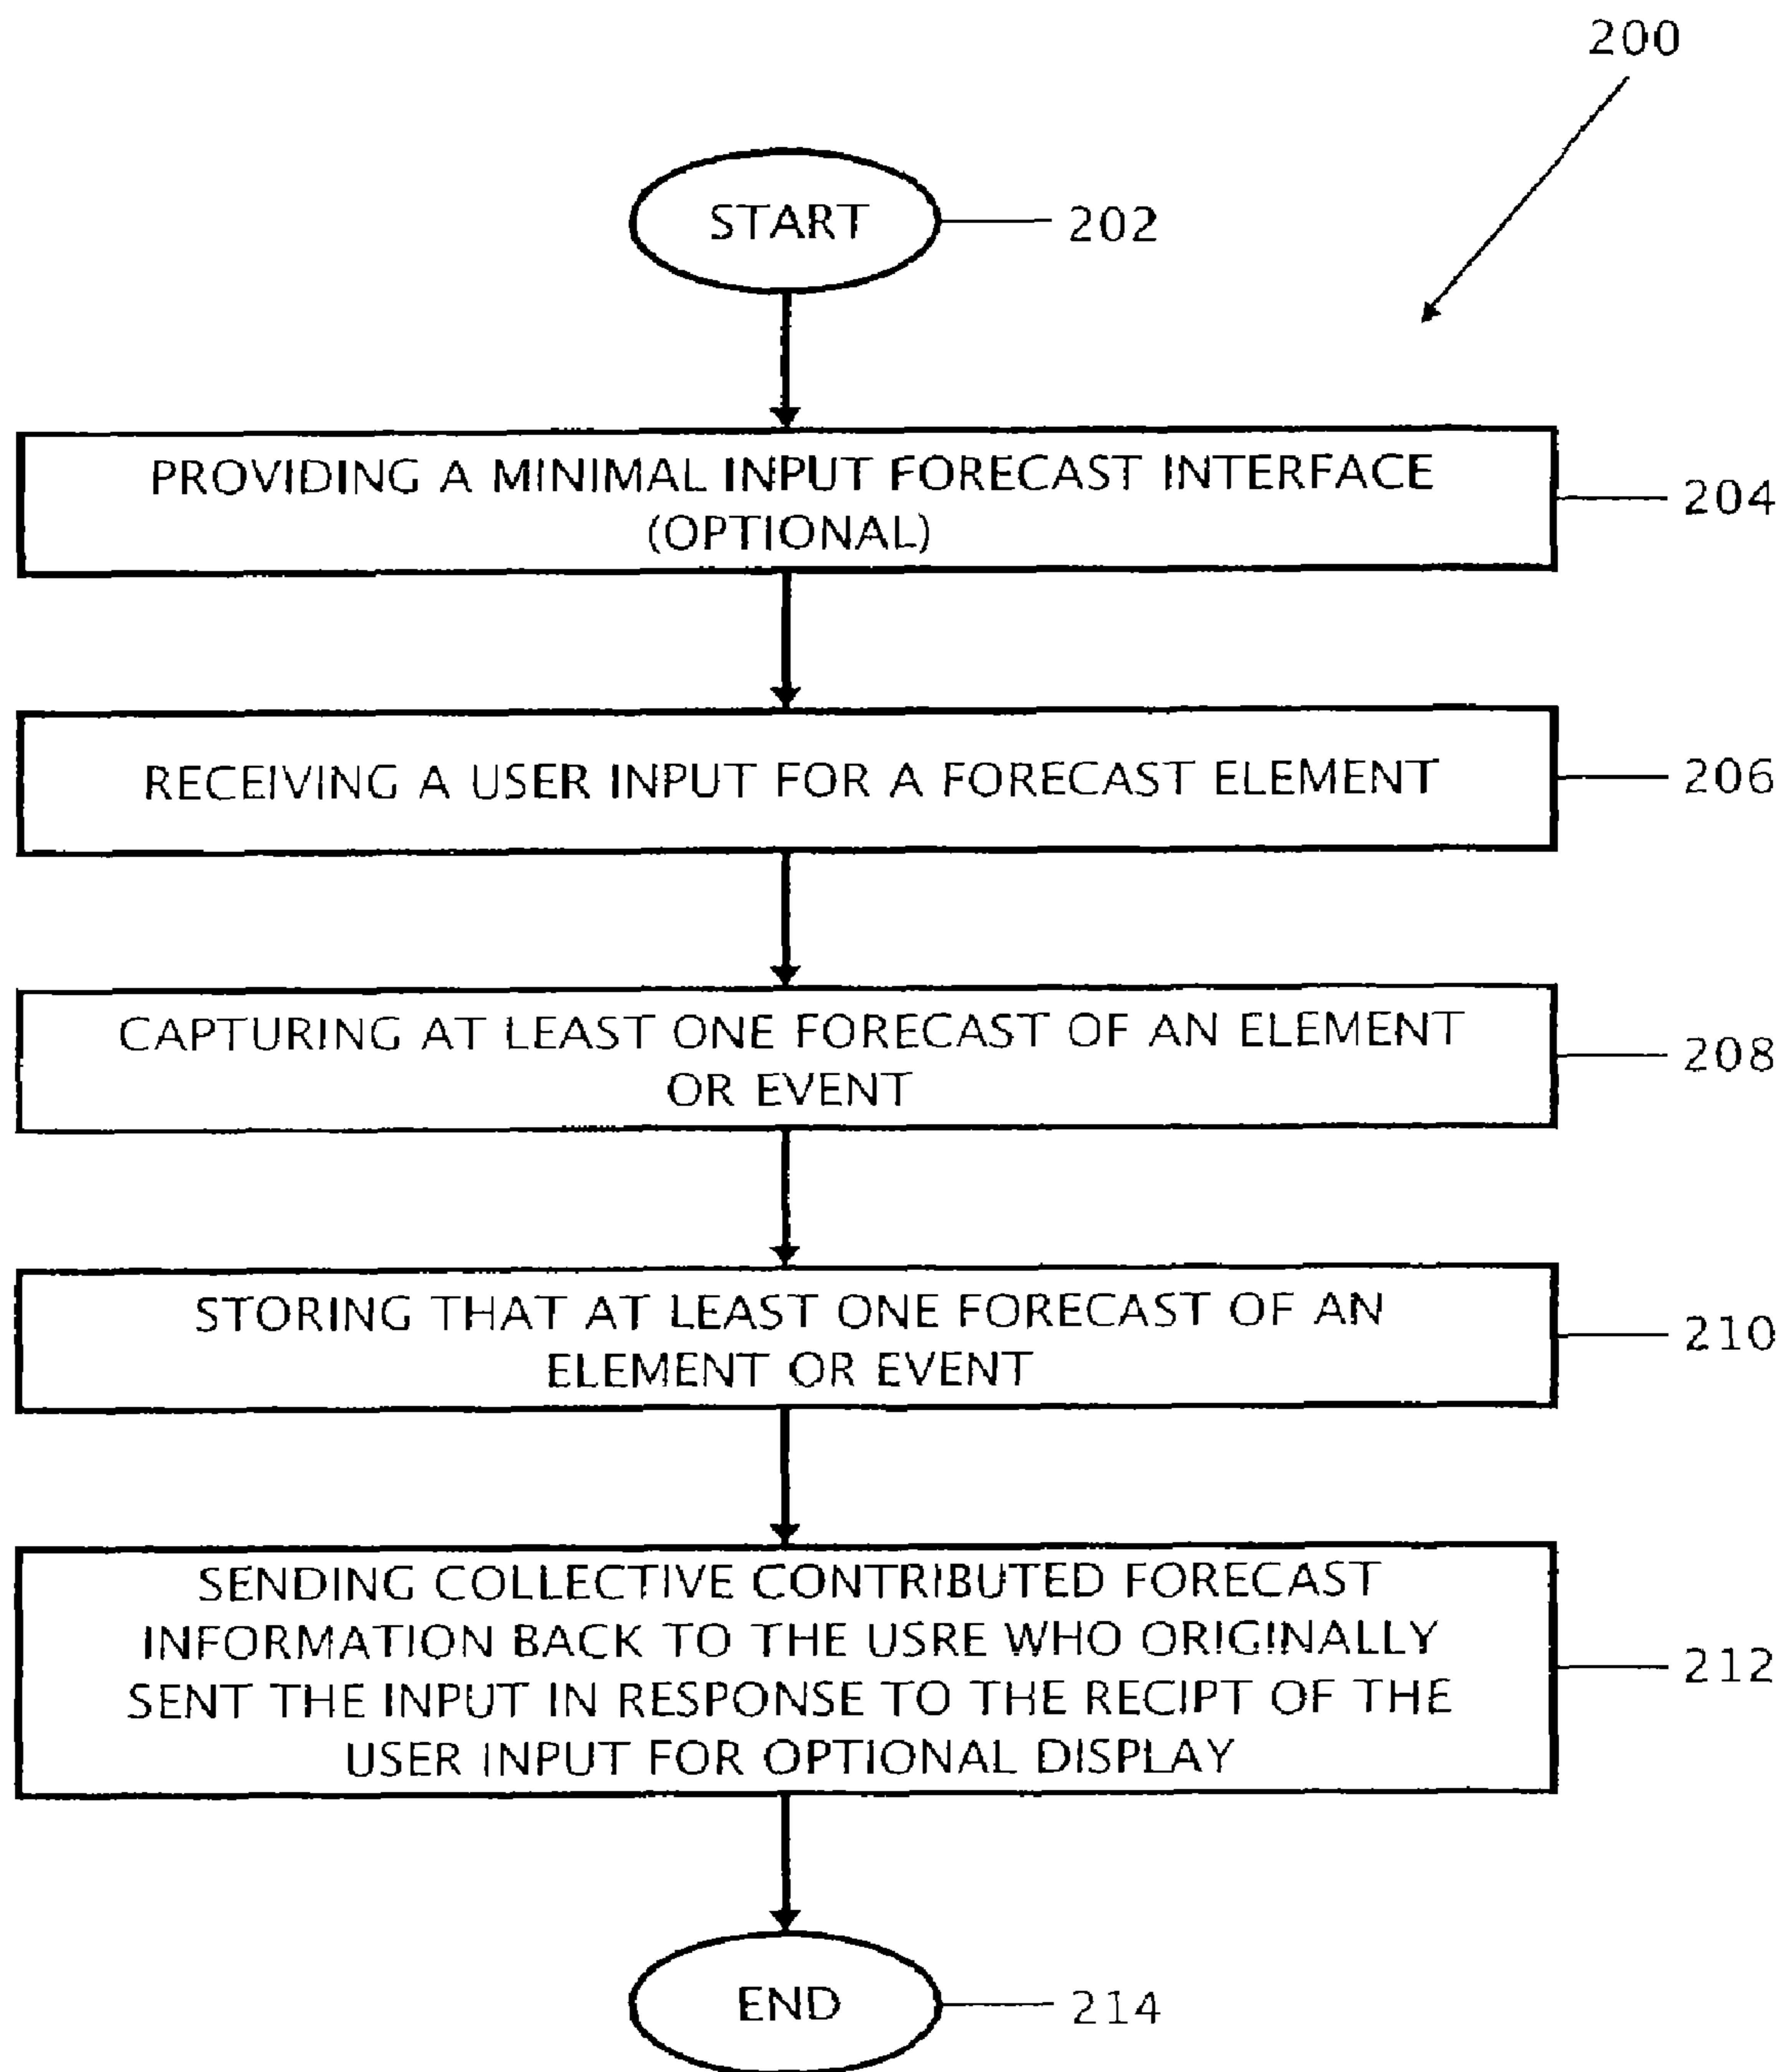 200
START
202
PROVIDING A MINIMAL INPUT FORECAST INTERFACE
(OPTIONAL)
204
RECEIVING A USER INPUT FOR A FORECAST ELEMENT
206
CAPTURING AT LEAST ONE FORECAST OF AN ELEMENT
OR EVENT
208
STORING THAT AT LEAST ONE FORECAST OF AN
ELEMENT OR EVENT
210
SENDING COLLECTIVE CONTRIBUTED FORECAST
INFORMATION BACK TO THE USRE WHO ORIGINALLY
SENT THE INPUT IN RESPONSE TO THE RECIPT OF THE
USER INPUT FOR OPTIONAL DISPLAY
212
END
214